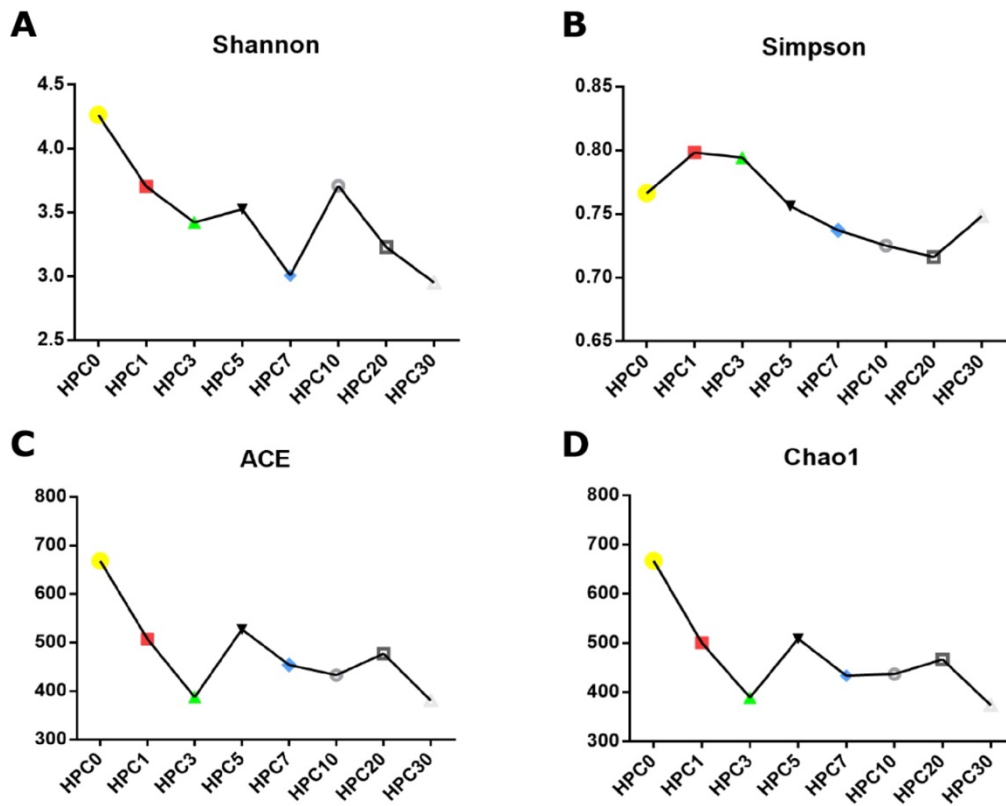 A
Shannon
4.5
4.0
3.5
3.0
2.5
HPC0
HPC1
HPC3
HPC5
HPC7
HPC10
HPC20
HPC30
B
Simpson
0.85
0.80
0.75
0.70
0.65
HPC0
HPC1
HPC3
HPC5
HPC7
HPC10
HPC20
HPC30
C
ACE
800
700
600
500
400
300
HPC0
HPC1
HPC3
HPC5
HPC7
HPC10
HPC20
HPC30
D
Chao1
800
700
600
500
400
300
HPC0
HPC1
HPC3
HPC5
HPC7
HPC10
HPC20
HPC30